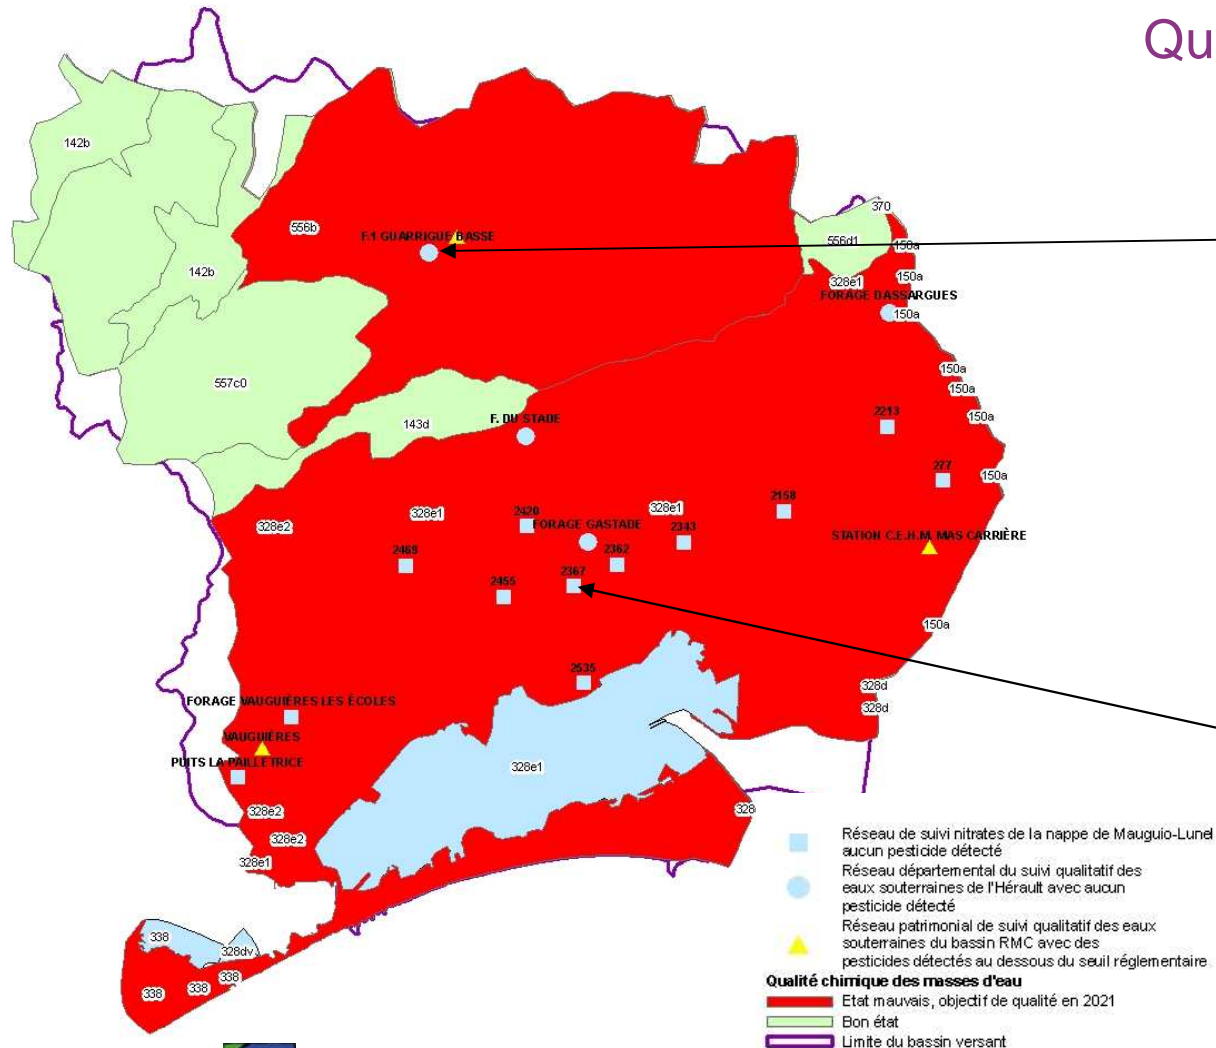 Qu
142b
370
556b
F.1 GUARRIGUE BASSE
556d1
150a
142b
328e1
150a
FORAGE DASSARGUES
150a
150a
557c0
150a
143d
F. DU STADE
2213
150a
277
150a
328e2
328e1
2420
328e1
2158
FORAGE GASTADE
2343
STATION C.E.H.M. MAS CARRIÈRE
2362
2367
2455
150a
2535
328d
FORAGE VAUGUIÈRES LES ÉCOLES
328d
VAUGUIÈRES
PUITS LA PAILLETRICE
328e1
328e2
328
328e2
328e1
338
328dv
338
338
338
Réseau de suivi nitrates de la nappe de Mauguio-Lunel
aucun pesticide détecté
Réseau départemental du suivi qualitatif des
eaux souterraines de l'Hérault avec aucun
pesticide détecté
Réseau patrimonial de suivi qualitatif des eaux
souterraines du bassin RMC avec des
pesticides détectés au dessous du seuil réglementaire
Qualité chimique des masses d'eau
Etat mauvais, objectif de qualité en 2021
Bon état
Limite du bassin versant